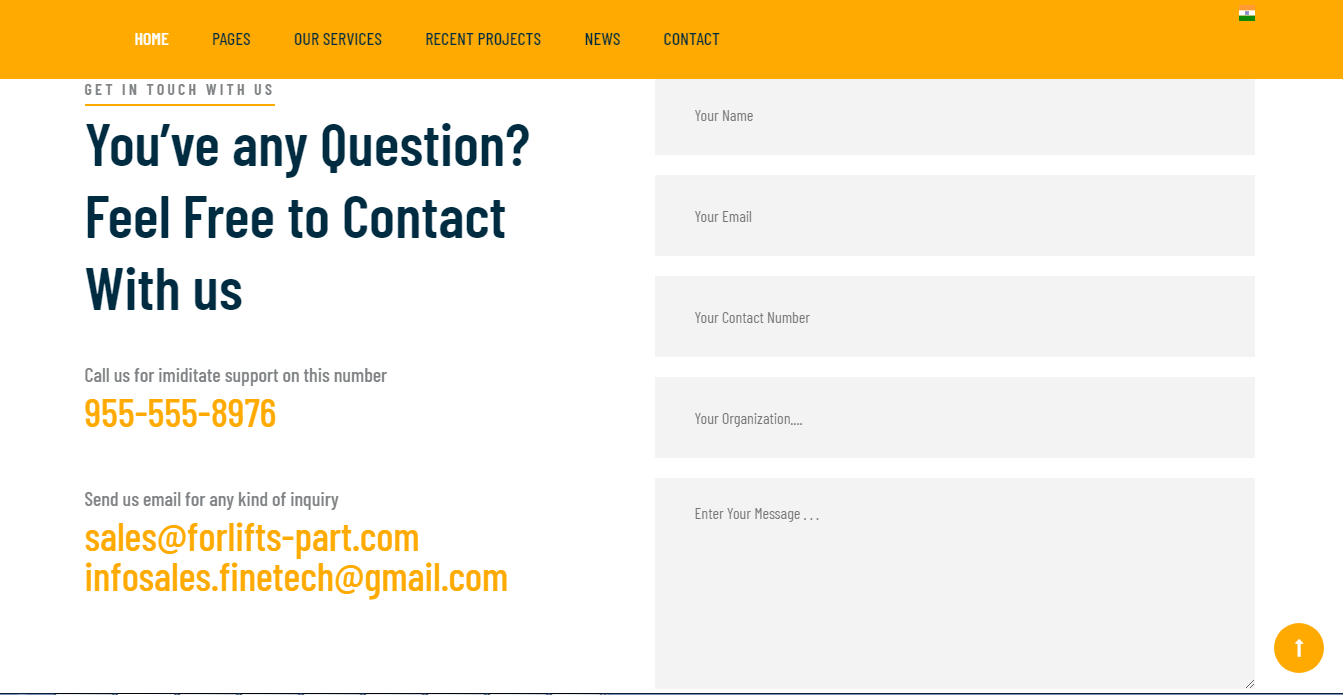 HOME PAGES OUR SERVICES RECENT PROJECTS NEWS CONTACT
GET IN TOUCH WITH US
You’ve any Question?
Feel Free to Contact
With us
Call us for imiditate support on this number
955-555-8976
Send us email for any kind of inquiry
sales@forlifts-part.com
infosales.finetech@gmail.com
Your Name
Your Email
Your Contact Number
Your Organization....
Enter Your Message . . .